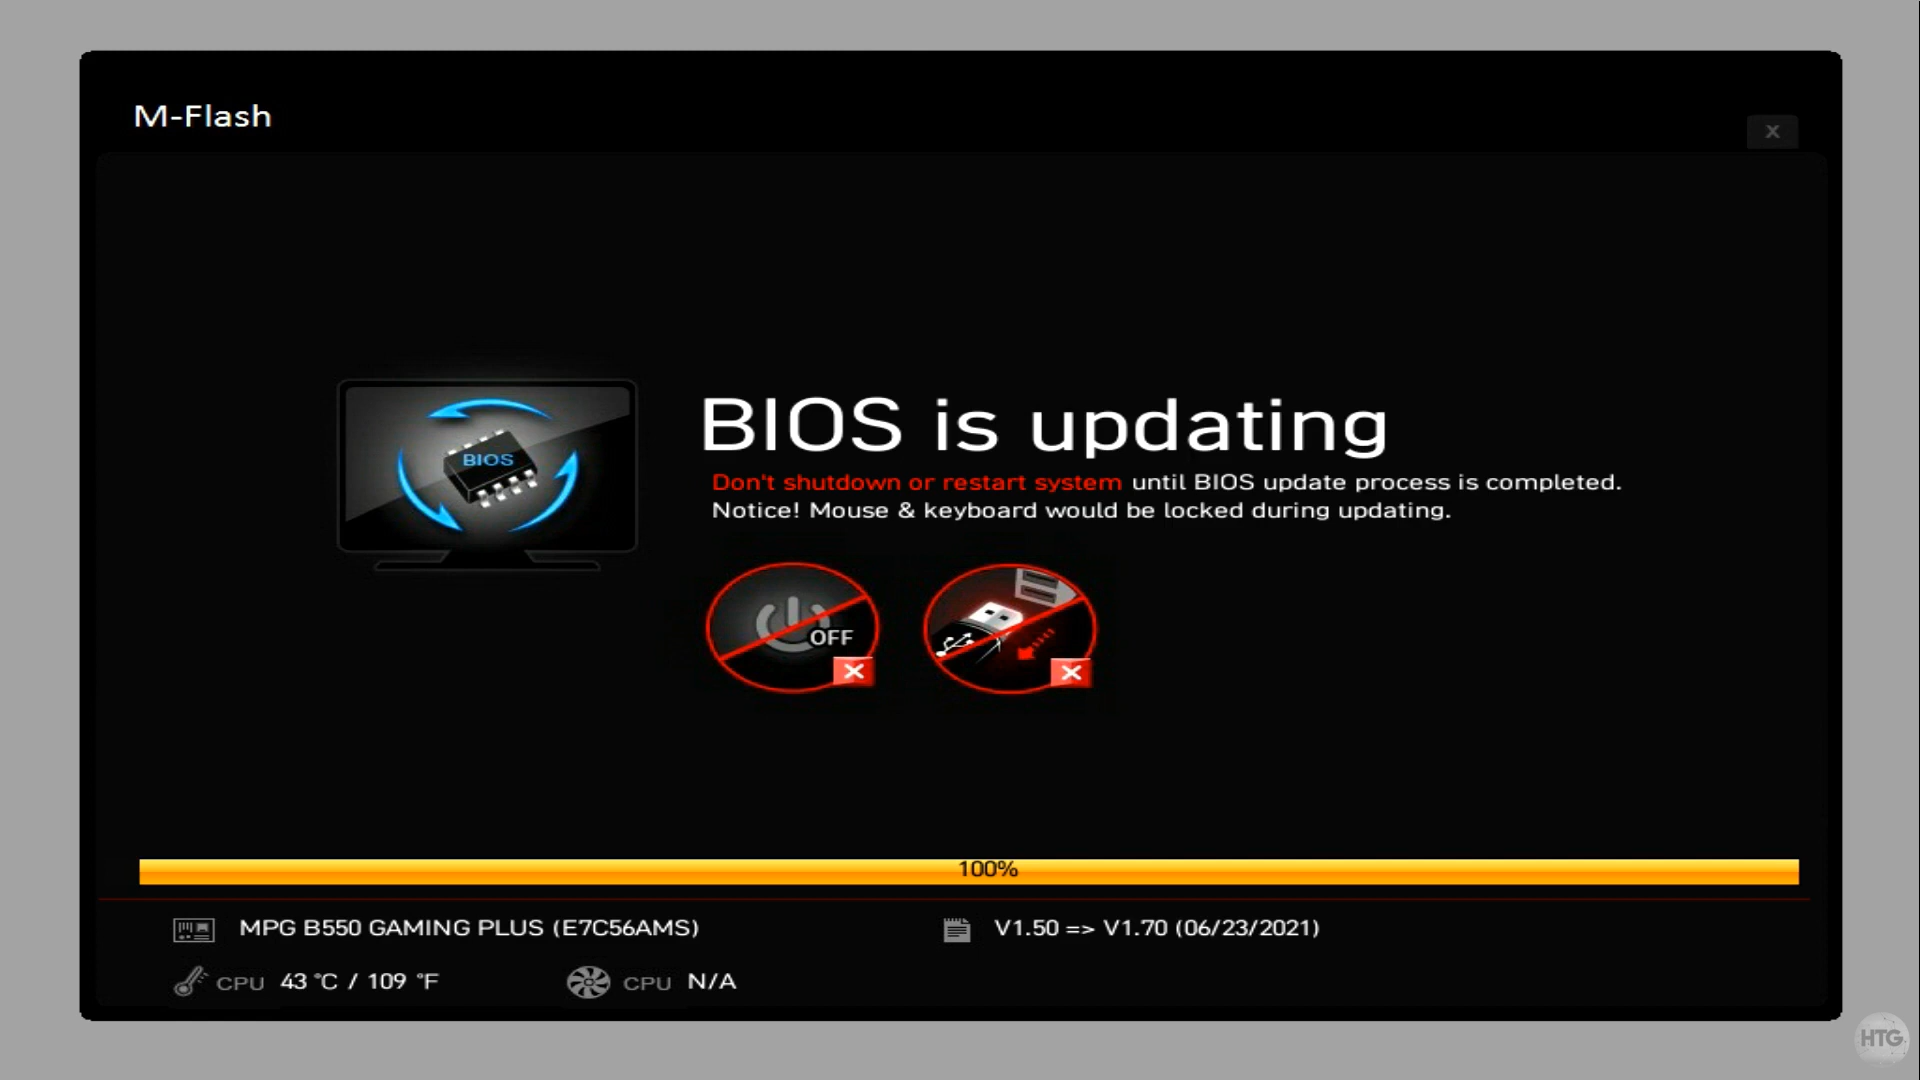 M-Flash
x
BIOS
BIOS is updating
Don't shutdown or restart system until BIOS update process is completed.
Notice! Mouse & keyboard would be locked during updating.
OFF
100%
MPG B550 GAMING PLUS (E7C56AMS)
V1.50 => V1.70 (06/23/2021)
CPU 43 °C / 109 °F
CPU N/A
HTG